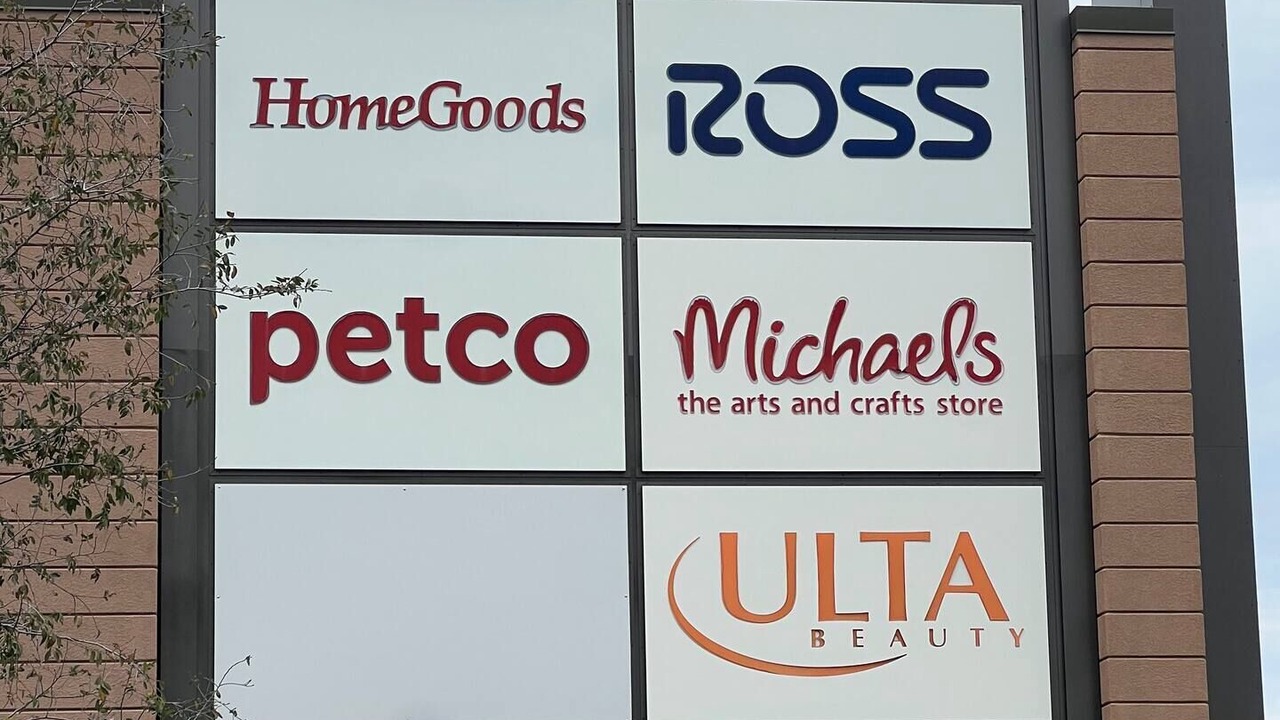 HomeGoods
ROSS
petco
Michaels
the arts and crafts store
ULTA
BEAUTY